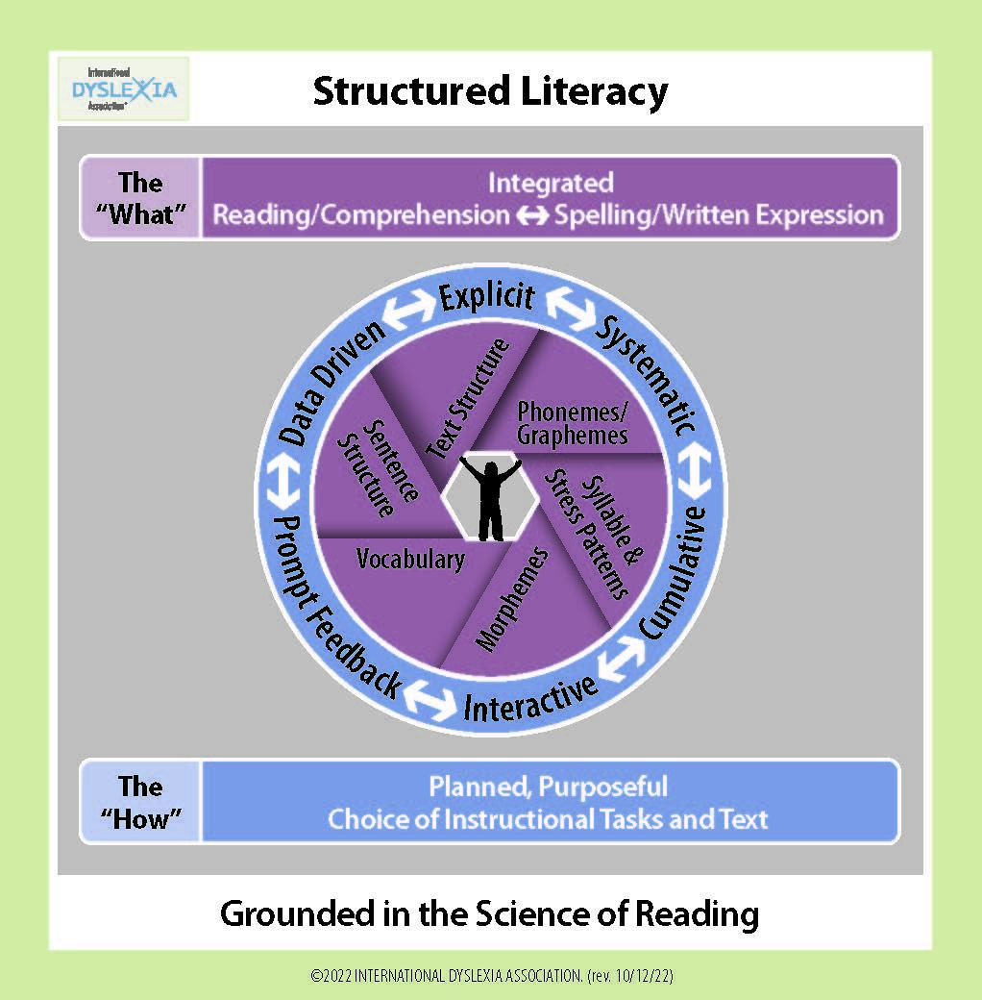 International
DYSLEXIA
Association®
Structured Literacy
The
“What”
Integrated
Reading/Comprehension ↔ Spelling/Written Expression
Explicit
Systematic
Cumulative
Interactive
Prompt Feedback
Data Driven
Text Structure
Phonemes/
Graphemes
Syllable &
Stress Patterns
Morphemes
Vocabulary
Sentence
Structure
The
“How”
Planned, Purposeful
Choice of Instructional Tasks and Text
Grounded in the Science of Reading
©2022 INTERNATIONAL DYSLEXIA ASSOCIATION. (rev. 10/12/22)